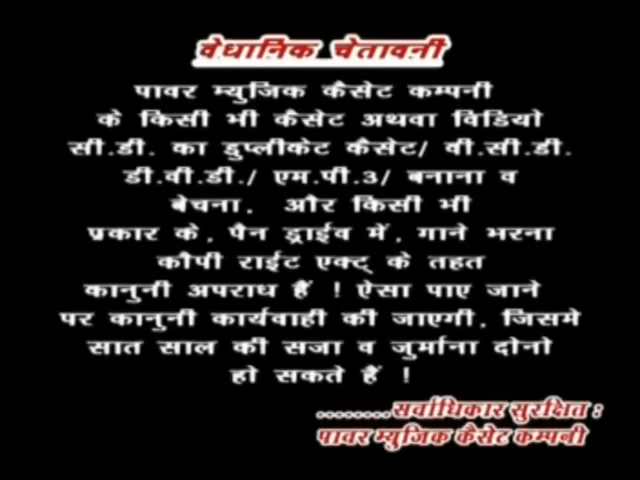 वेधानिक चेतावनी
पावर म्युजिक कैसेट कम्पनी
के किसी भी कैसेट अथवा विडियो
सी.डी. का डुप्लीकेट कैसेट/ वी.सी.डी.
डी.वी.डी./ एम.पी.3/ बनाना व
बेचना, और किसी भी
प्रकार के, पैन ड्राईव में, गाने भरना
कौपी राईट एक्ट् के तहत
कानुनी अपराध हैं ! ऐसा पाए जाने
पर कानुनी कार्यवाही की जाएगी, जिसमे
सात साल की सजा व जुर्माना दोनो
हो सकते हैं !
........सर्वाधिकार सुरक्षित :
पावर म्युजिक कैसेट कम्पनी